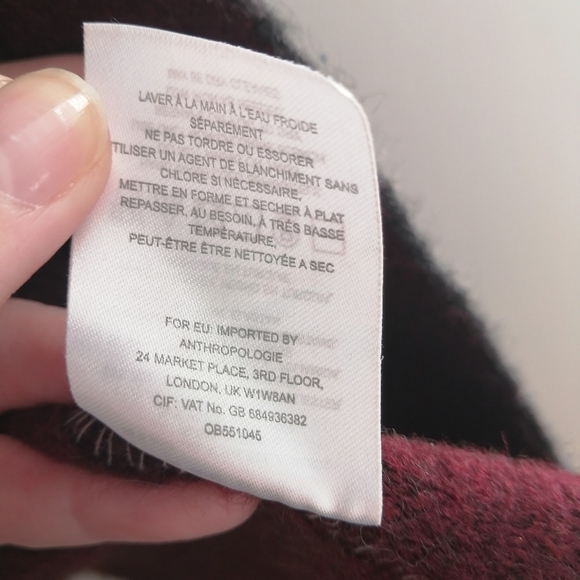 LAVER À LA MAIN À L'EAU FROIDE
SÉPARÉMENT
NE PAS TORDRE OU ESSORER
TILISER UN AGENT DE BLANCHIMENT SANS
CHLORE SI NÉCESSAIRE,
METTRE EN FORME ET SECHER À PLAT
REPASSER, AU BESOIN, À TRÈS BASSE
TEMPÉRATURE,
PEUT-ÊTRE ÊTRE NETTOYÉE A SEC
FOR EU: IMPORTED BY
ANTHROPOLOGIE
24 MARKET PLACE, 3RD FLOOR,
LONDON, UK W1W8AN
CIF: VAT No. GB 684936382
OB551045